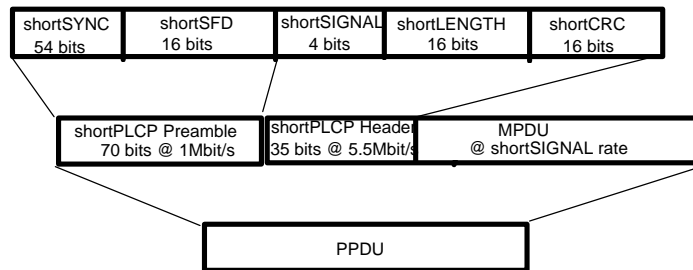 shortSYNC
54 bits
shortSFD
16 bits
shortSIGNAL
4 bits
shortLENGTH
16 bits
shortCRC
16 bits
shortPLCP Preamble
70 bits @ 1Mbit/s
shortPLCP Header
35 bits @ 5.5Mbit/s
MPDU
@ shortSIGNAL rate
PPDU